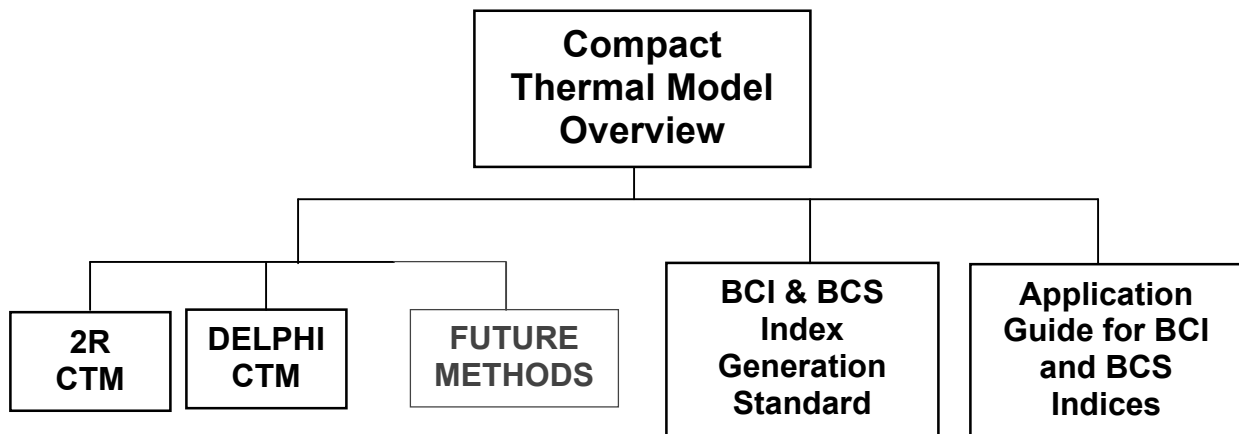 Compact
Thermal Model
Overview
2R
CTM
DELPHI
CTM
FUTURE
METHODS
BCI & BCS
Index
Generation
Standard
Application
Guide for BCI
and BCS
Indices